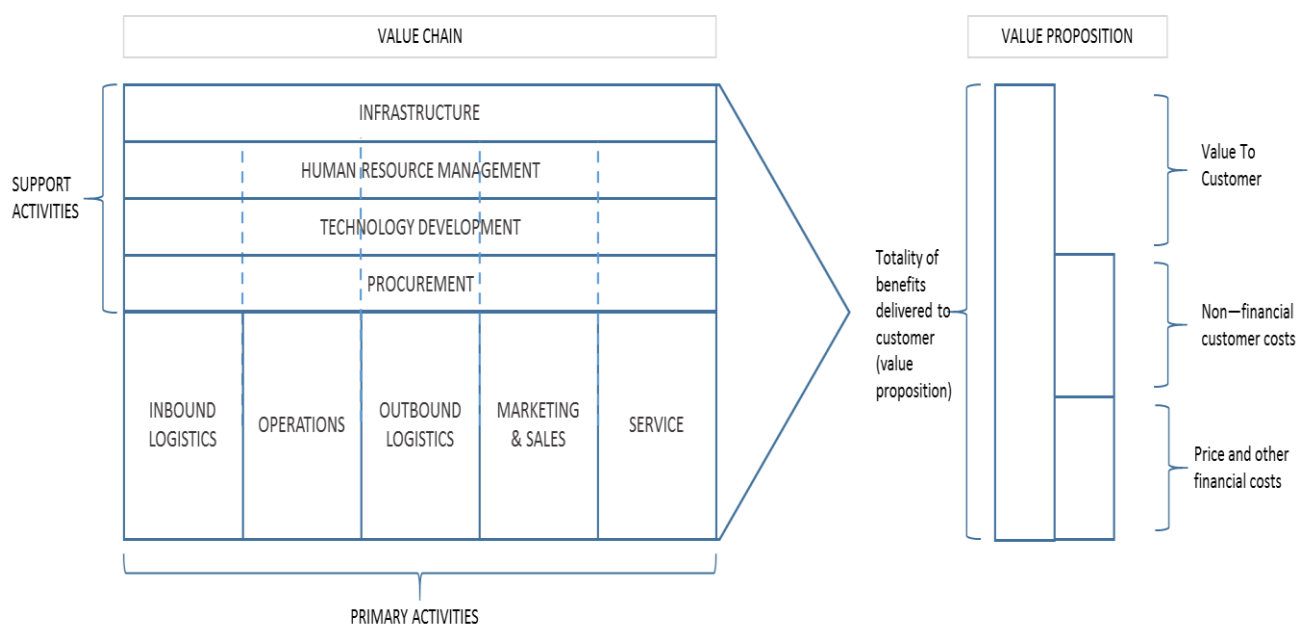 VALUE CHAIN
VALUE PROPOSITION
SUPPORT
ACTIVITIES
INFRASTRUCTURE
HUMAN RESOURCE MANAGEMENT
TECHNOLOGY DEVELOPMENT
PROCUREMENT
INBOUND
LOGISTICS
OPERATIONS
OUTBOUND
LOGISTICS
MARKETING
& SALES
SERVICE
PRIMARY ACTIVITIES
Totality of
benefits
delivered to
customer
(value
proposition)
Value To
Customer
Non—financial
customer costs
Price and other
financial costs